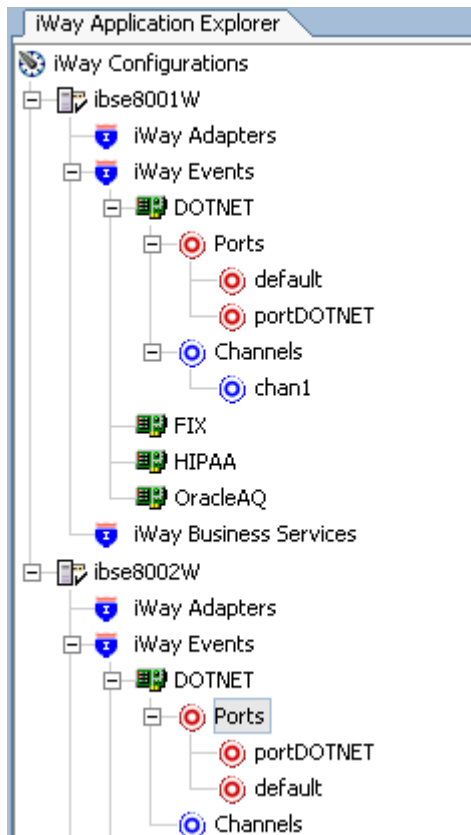 iWay Application Explorer
iWay Configurations
ibse8001W
iWay Adapters
iWay Events
DOTNET
Ports
default
portDOTNET
Channels
chan1
FIX
HIPAA
OracleAQ
iWay Business Services
ibse8002W
iWay Adapters
iWay Events
DOTNET
Ports
portDOTNET
default
Channels